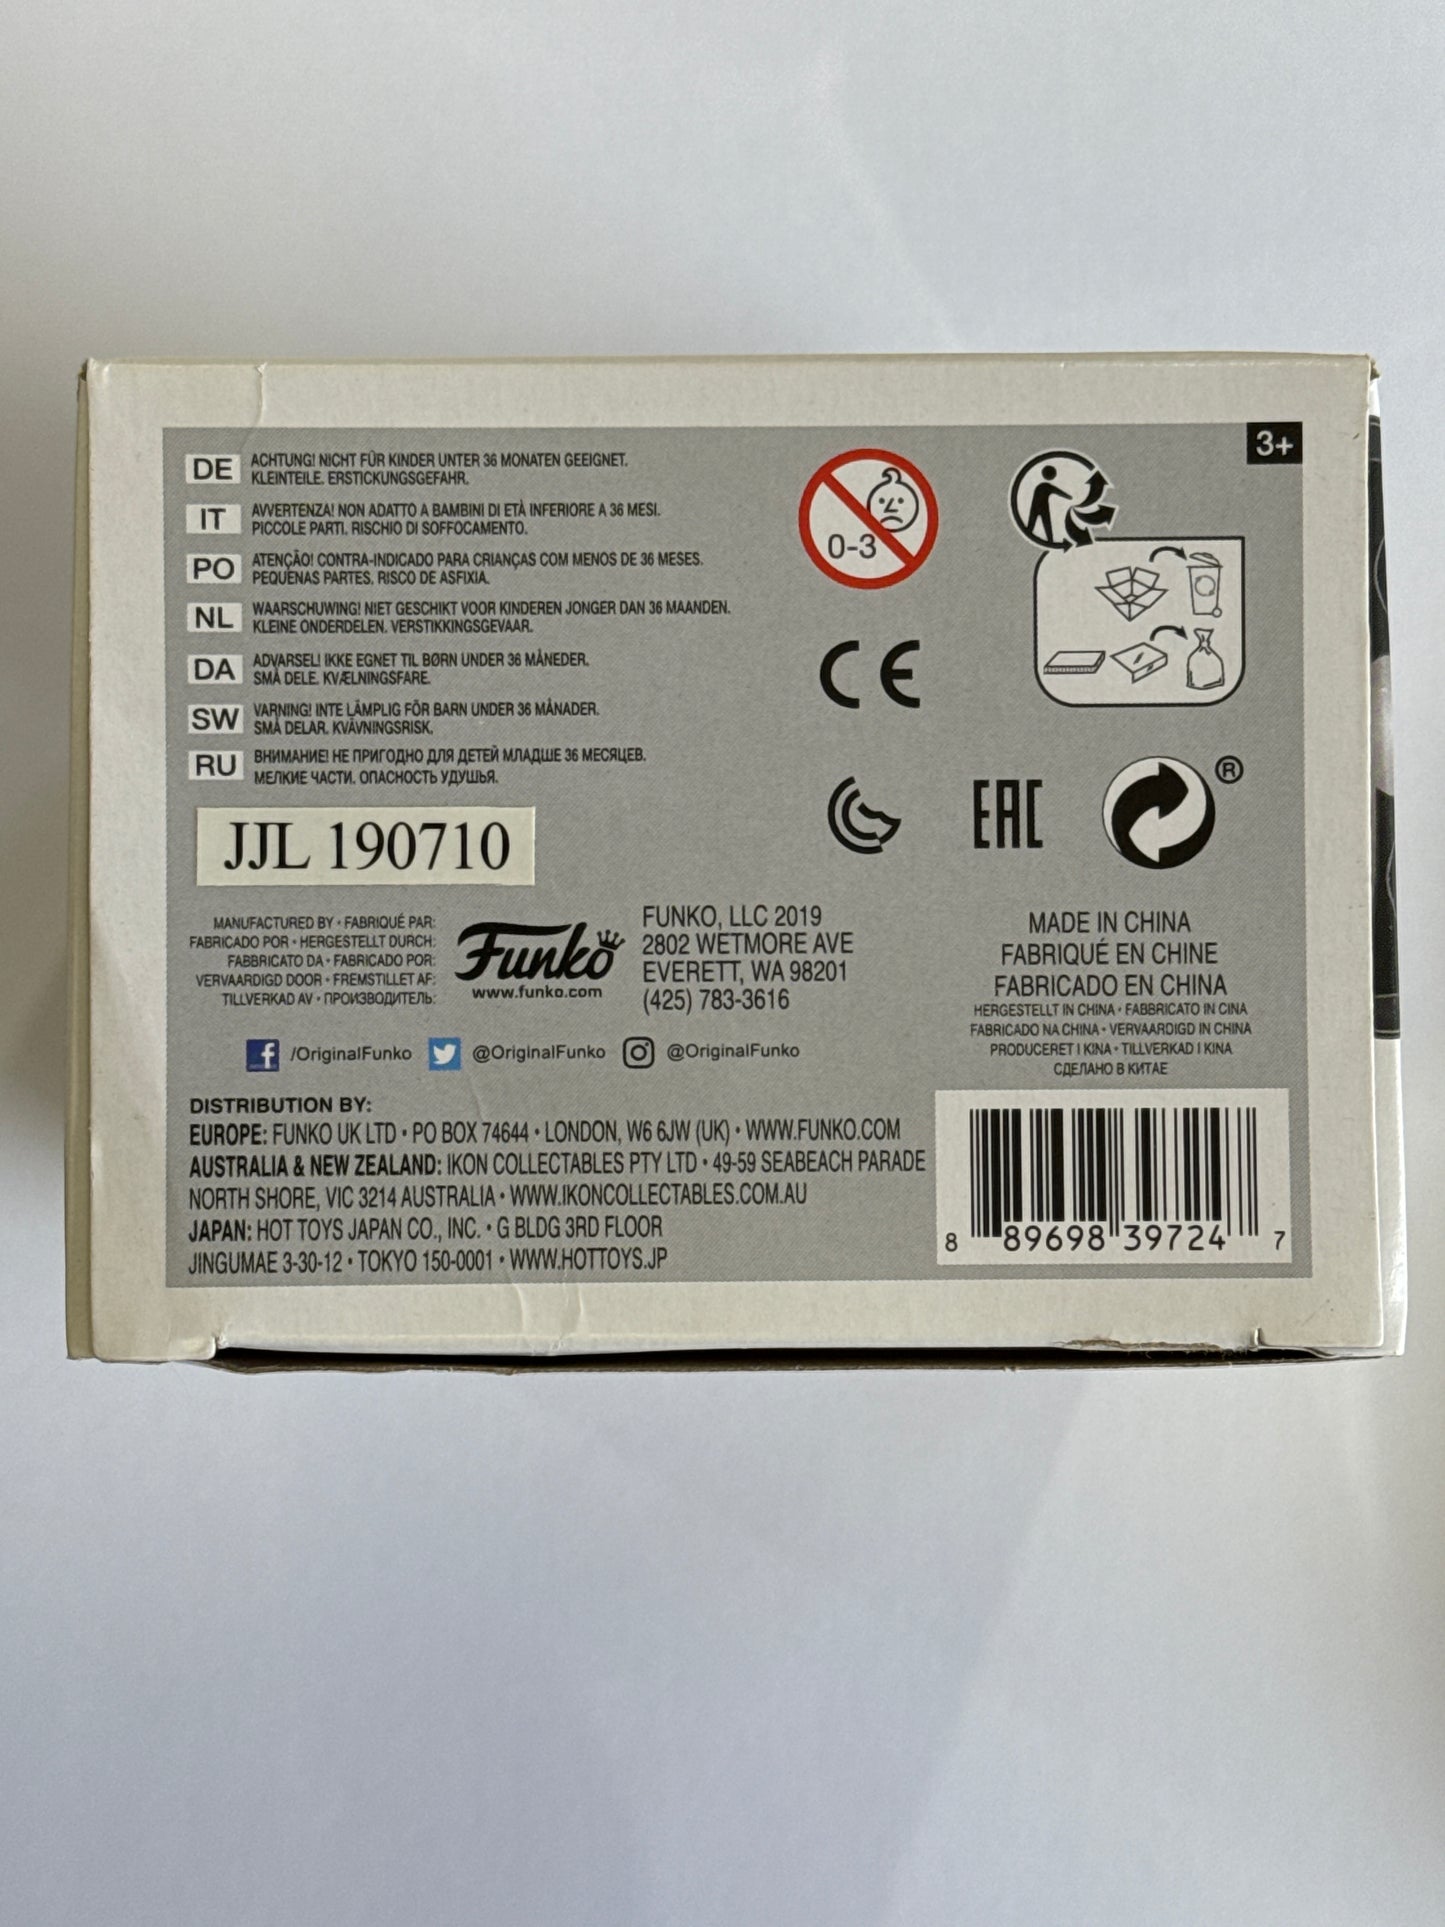 3+
DE ACHTUNG! NICHT FÜR KINDER UNTER 36 MONATEN GEEIGNET.
KLEINTEILE. ERSTICKUNGSGEFAHR.
IT AVVERTENZA! NON ADATTO A BAMBINI DI ETÀ INFERIORE A 36 MESI.
PICCOLE PARTI. RISCHIO DI SOFFOCAMENTO.
PO ATENÇÃO! CONTRA-INDICADO PARA CRIANÇAS COM MENOS DE 36 MESES.
PEQUENAS PARTES. RISCO DE ASFIXIA.
NL WAARSCHUWING! NIET GESCHIKT VOOR KINDEREN JONGER DAN 36 MAANDEN.
KLEINE ONDERDELEN. VERSTIKKINGSGEVAAR.
DA ADVARSEL! IKKE EGNET TIL BØRN UNDER 36 MÅNEDER.
SMÅ DELE. KVÆLNINGSFARE.
SW VARNING! INTE LÄMPLIG FÖR BARN UNDER 36 MÅNADER.
SMÅ DELAR. KVÄVNINGSRISK.
RU ВНИМАНИЕ! НЕ ПРИГОДНО ДЛЯ ДЕТЕЙ МЛАДШЕ 36 МЕСЯЦЕВ.
МЕЛКИЕ ЧАСТИ. ОПАСНОСТЬ УДУШЬЯ.
0-3
CE
EAC
®
JJL 190710
MANUFACTURED BY • FABRIQUÉ PAR:
FABRICADO POR • HERGESTELLT DURCH:
FABBRICATO DA • FABRICADO POR:
VERVAARDIGD DOOR • FREMSTILLET AF:
TILLVERKAD AV • ПРОИЗВОДИТЕЛЬ:
Funko
www.funko.com
FUNKO, LLC 2019
2802 WETMORE AVE
EVERETT, WA 98201
(425) 783-3616
MADE IN CHINA
FABRIQUÉ EN CHINE
FABRICADO EN CHINA
HERGESTELLT IN CHINA • FABBRICATO IN CINA
FABRICADO NA CHINA • VERVAARDIGD IN CHINA
PRODUCERET I KINA • TILLVERKAD I KINA
СДЕЛАНО В КИТАЕ
/OriginalFunko @OriginalFunko @OriginalFunko
DISTRIBUTION BY:
EUROPE: FUNKO UK LTD • PO BOX 74644 • LONDON, W6 6JW (UK) • WWW.FUNKO.COM
AUSTRALIA & NEW ZEALAND: IKON COLLECTABLES PTY LTD • 49-59 SEABEACH PARADE
NORTH SHORE, VIC 3214 AUSTRALIA • WWW.IKONCOLLECTABLES.COM.AU
JAPAN: HOT TOYS JAPAN CO., INC. • G BLDG 3RD FLOOR
JINGUMAE 3-30-12 • TOKYO 150-0001 • WWW.HOTTOYS.JP
8 89698 39724 7